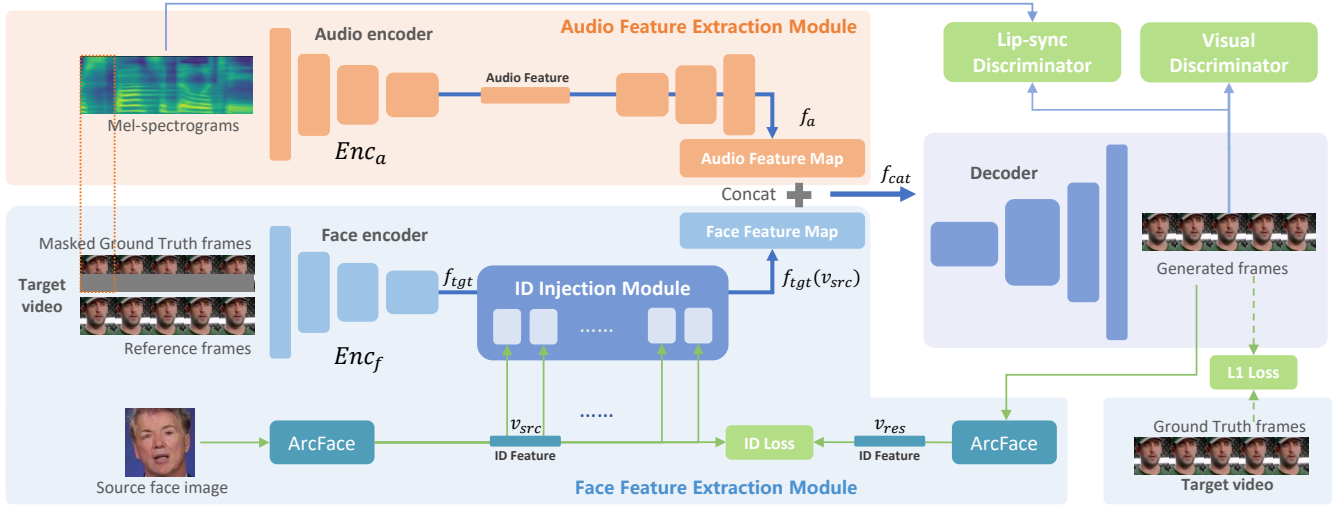 Audio encoder
Audio Feature Extraction Module
Mel-spectrograms
Audio Feature
Enc_a
f_a
Audio Feature Map
Lip-sync
Discriminator
Visual
Discriminator
Concat
f_cat
Decoder
Generated frames
Face encoder
Face Feature Map
Masked Ground Truth frames
Target
video
Reference frames
Enc_f
f_tgt
ID Injection Module
......
f_tgt(v_src)
......
L1 Loss
Source face image
ArcFace
v_src
ID Feature
ID Loss
v_res
ID Feature
ArcFace
Face Feature Extraction Module
Ground Truth frames
Target video